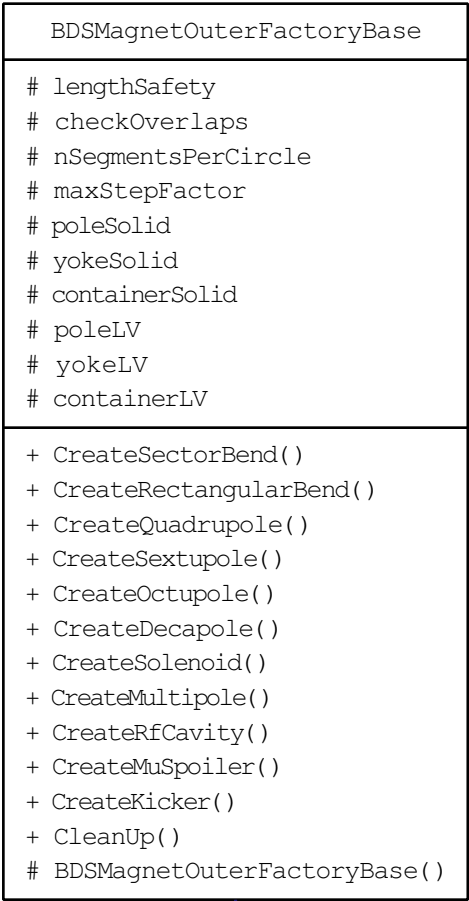 BDSMagnetOuterFactoryBase
# lengthSafety
# checkOverlaps
# nSegmentsPerCircle
# maxStepFactor
# poleSolid
# yokeSolid
# containerSolid
# poleLV
# yokeLV
# containerLV
+ CreateSectorBend()
+ CreateRectangularBend()
+ CreateQuadrupole()
+ CreateSextupole()
+ CreateOctupole()
+ CreateDecapole()
+ CreateSolenoid()
+ CreateMultipole()
+ CreateRfCavity()
+ CreateMuSpoiler()
+ CreateKicker()
+ CleanUp()
# BDSMagnetOuterFactoryBase()